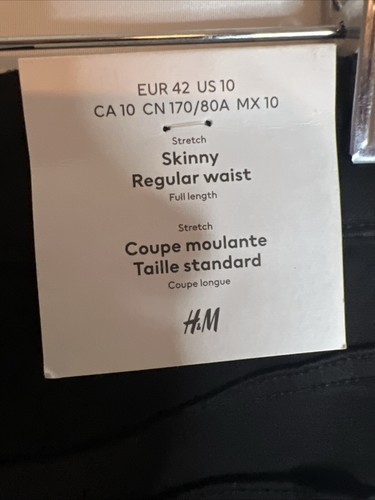 EUR 42 US 10
CA 10 CN 170/80A MX 10
Stretch
Skinny
Regular waist
Full length
Stretch
Coupe moulante
Taille standard
Coupe longue
H&M